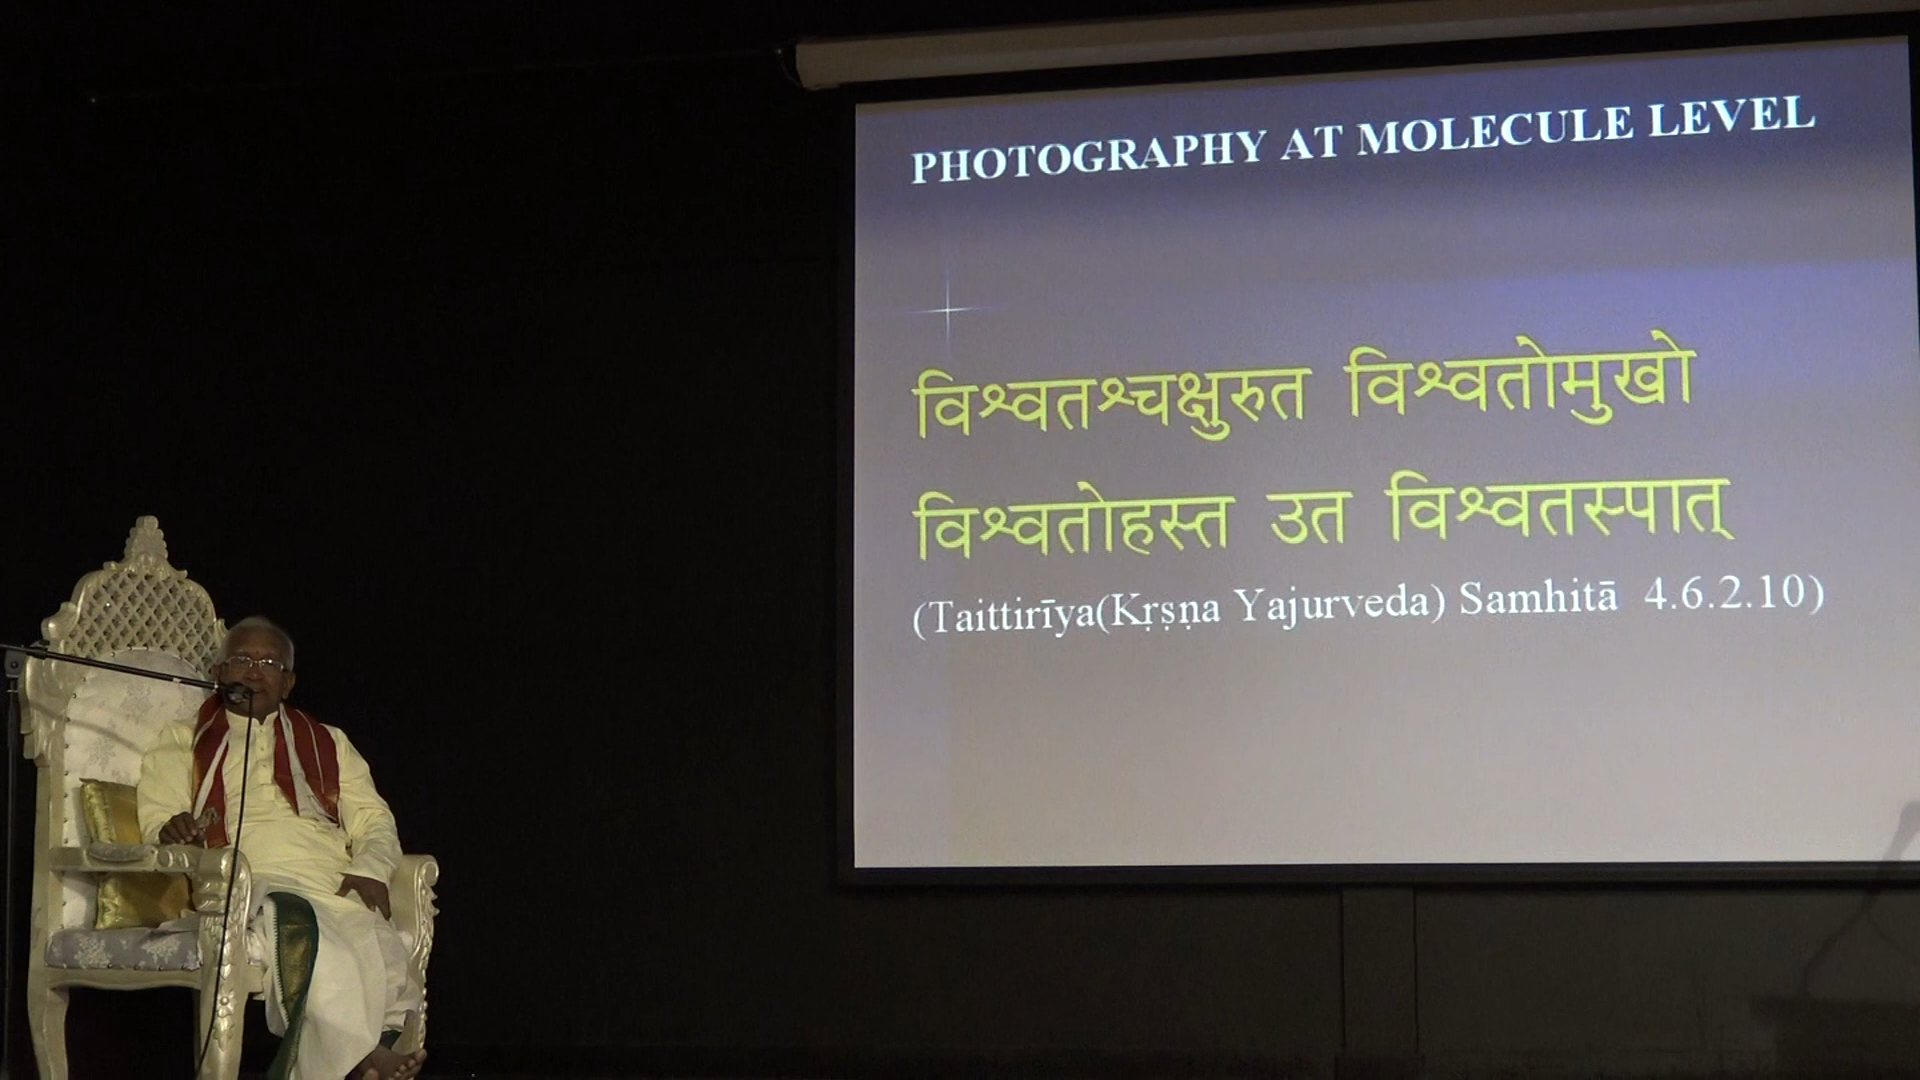 PHOTOGRAPHY AT MOLECULE LEVEL
विश्वतश्चक्षुरुत विश्वतोमुखो
विश्वतोहस्त उत विश्वतस्पात्
(Taittirīya(Kṛṣṇa Yajurveda) Samhitā 4.6.2.10)